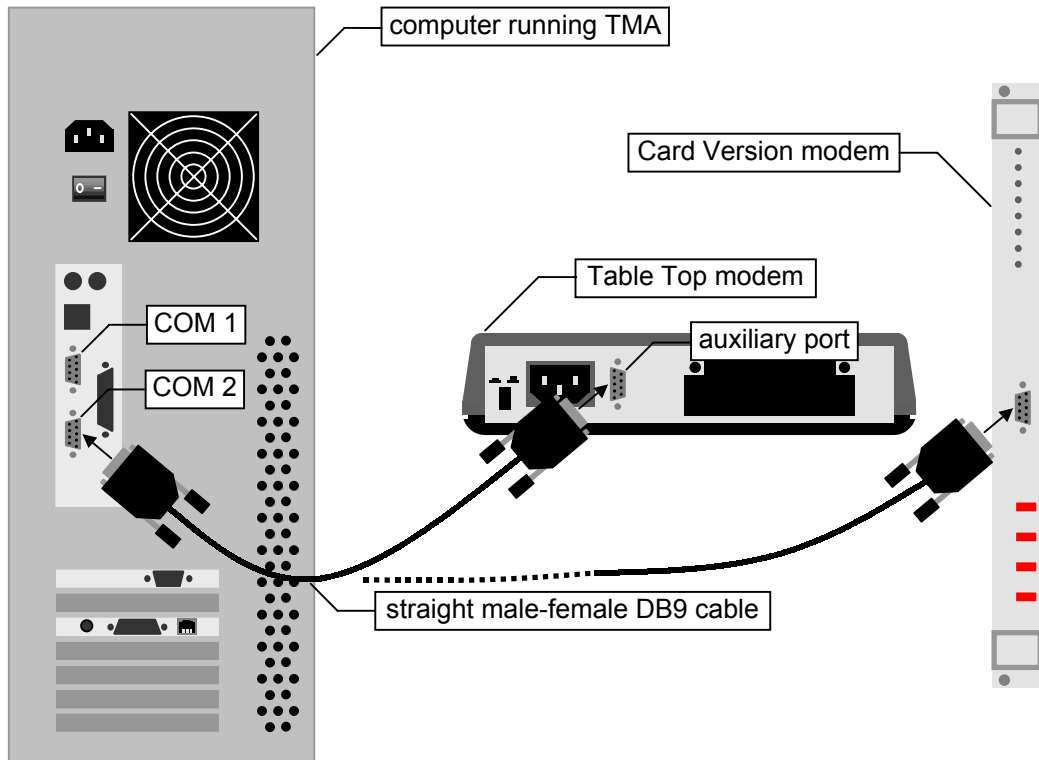 computer running TMA
Card Version modem
Table Top modem
COM 1
auxiliary port
COM 2
straight male-female DB9 cable